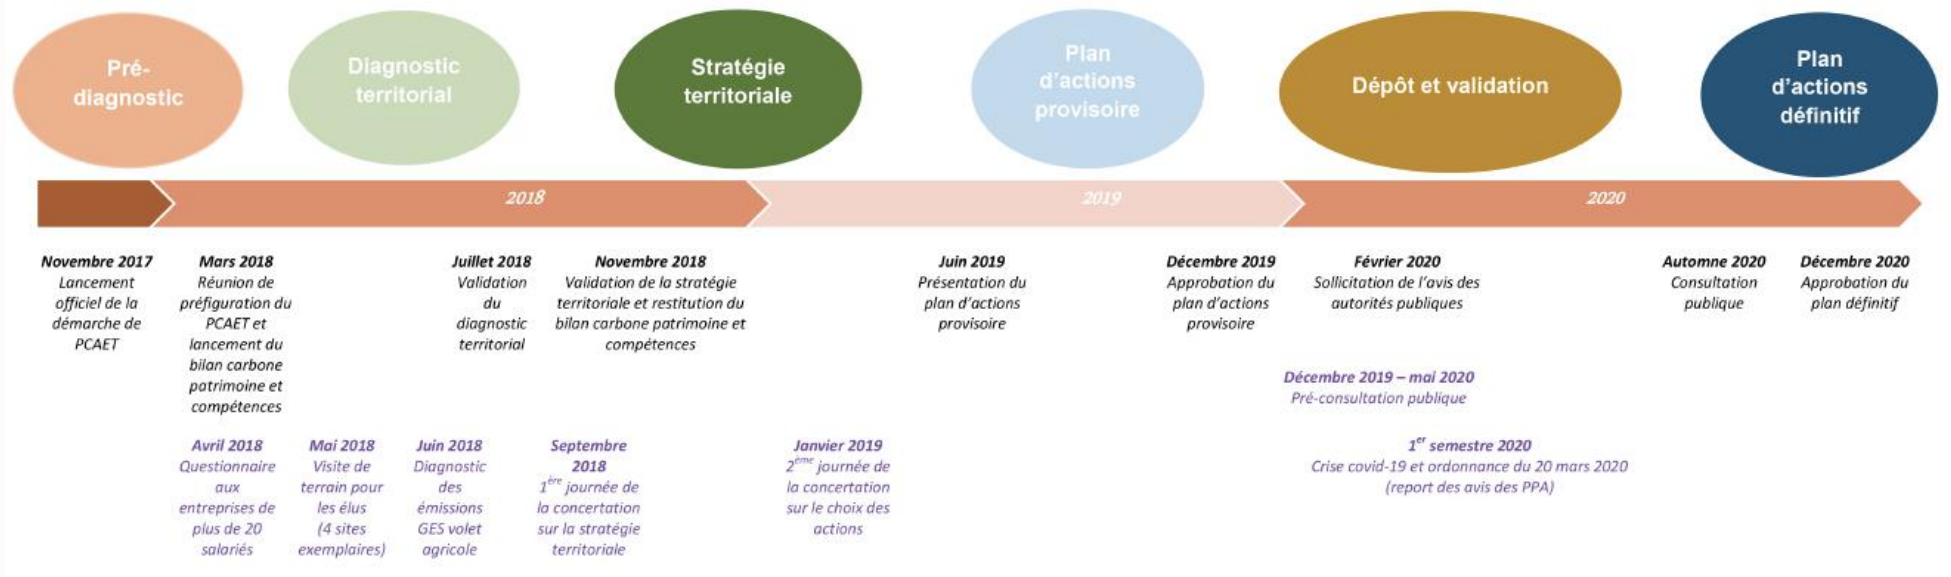 Pré-
diagnostic
Diagnostic
territorial
Stratégie
territoriale
Plan
d'actions
provisoire
Dépôt et validation
Plan
d'actions
définitif
2018
2019
2020
Novembre 2017
Lancement
officiel de la
démarche de
PCAET
Mars 2018
Réunion de
préfiguration du
PCAET et
lancement du
bilan carbone
patrimoine et
compétences
Juillet 2018
Validation
du
diagnostic
territorial
Novembre 2018
Validation de la stratégie
territoriale et restitution du
bilan carbone patrimoine et
compétences
Juin 2019
Présentation du
plan d'actions
provisoire
Décembre 2019
Approbation du
plan d'actions
provisoire
Février 2020
Sollicitation de l'avis des
autorités publiques
Automne 2020
Consultation
publique
Décembre 2020
Approbation du
plan définitif
Décembre 2019 – mai 2020
Pré-consultation publique
Avril 2018
Questionnaire
aux
entreprises de
plus de 20
salariés
Mai 2018
Visite de
terrain pour
les élus
(4 sites
exemplaires)
Juin 2018
Diagnostic
des
émissions
GES volet
agricole
Septembre
2018
1ère journée de
la concertation
sur la stratégie
territoriale
Janvier 2019
2ème journée de
la concertation
sur le choix des
actions
1er semestre 2020
Crise covid-19 et ordonnance du 20 mars 2020
(report des avis des PPA)